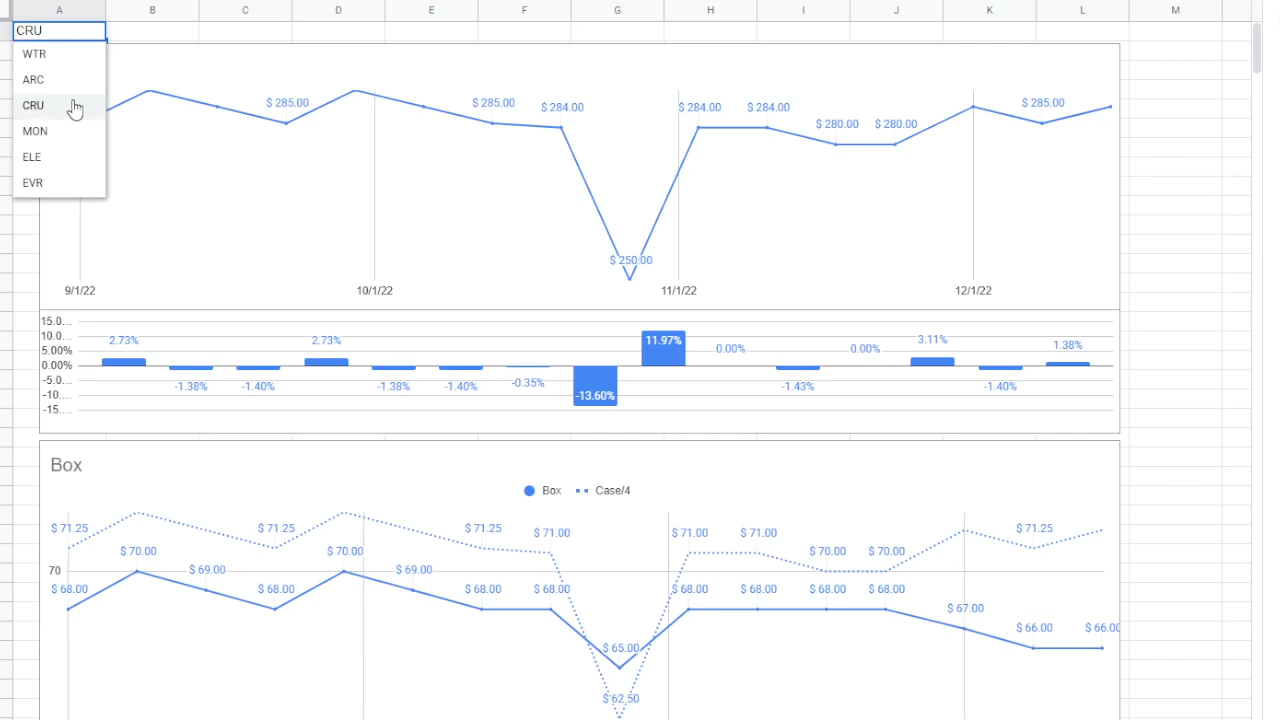 A B C D E F G H I J K L M
CRU
WTR
ARC
CRU
MON
ELE
EVR
$ 285.00 $ 285.00 $ 284.00 $ 284.00 $ 284.00 $ 280.00 $ 280.00 $ 285.00
$ 250.00
9/1/22 10/1/22 11/1/22 12/1/22
15.0...
10.0...
5.00%
0.00%
-5.0...
-10....
-15....
2.73% -1.38% -1.40% 2.73% -1.38% -1.40% -0.35% -13.60% 11.97% 0.00% -1.43% 0.00% 3.11% -1.40% 1.38%
Box
Box Case/4
$ 71.25 $ 71.25 $ 71.25 $ 71.00 $ 71.00 $ 71.00 $ 70.00 $ 70.00 $ 71.25
70
$ 68.00 $ 70.00 $ 69.00 $ 68.00 $ 70.00 $ 69.00 $ 68.00 $ 68.00 $ 65.00 $ 68.00 $ 68.00 $ 68.00 $ 68.00 $ 67.00 $ 66.00 $ 66.00
$ 62.50